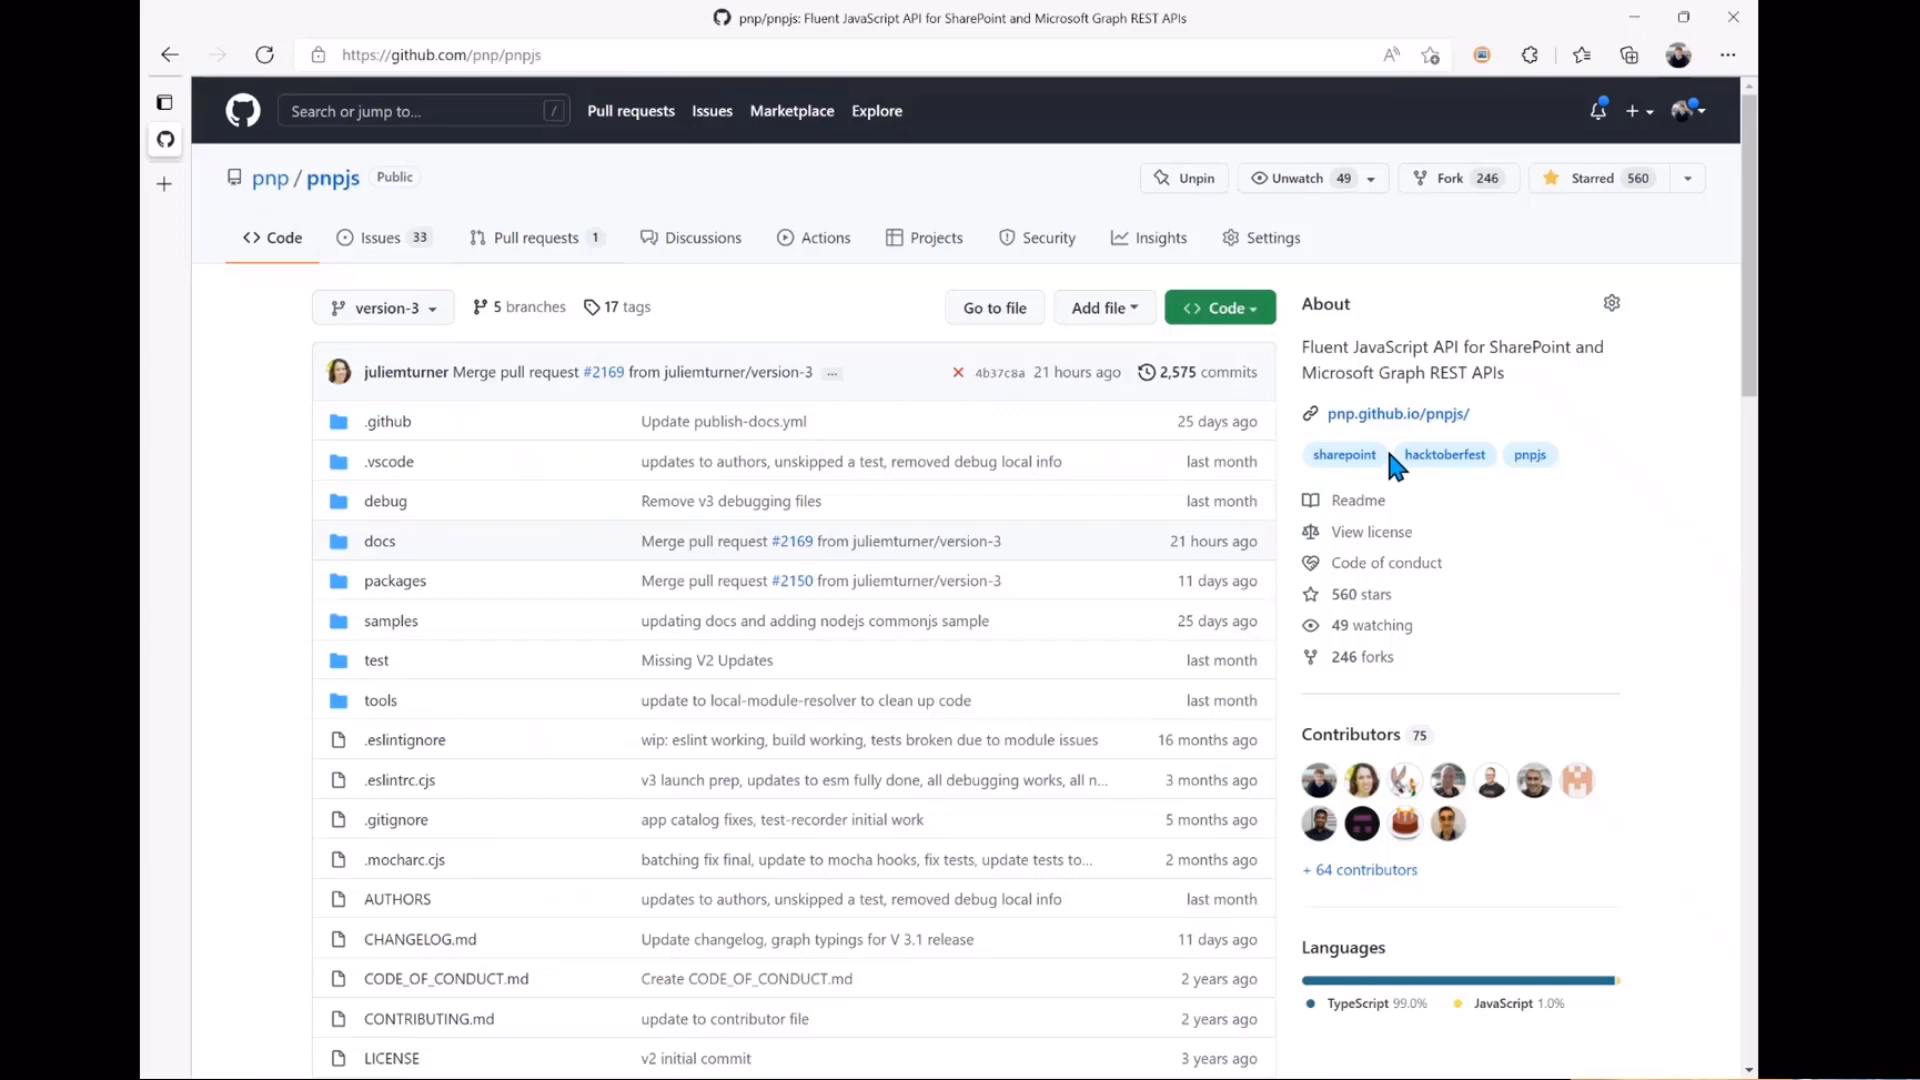 pnp/pnpjs: Fluent JavaScript API for SharePoint and Microsoft Graph REST APIs
https://github.com/pnp/pnpjs
Search or jump to... /
Pull requests Issues Marketplace Explore
pnp / pnpjs Public
Unpin Unwatch 49 Fork 246 Starred 560
Code Issues 33 Pull requests 1 Discussions Actions Projects Security Insights Settings
version-3 5 branches 17 tags Go to file Add file Code
juliemturner Merge pull request #2169 from juliemturner/version-3 ... 4b37c8a 21 hours ago 2,575 commits
.github Update publish-docs.yml 25 days ago
.vscode updates to authors, unskipped a test, removed debug local info last month
debug Remove v3 debugging files last month
docs Merge pull request #2169 from juliemturner/version-3 21 hours ago
packages Merge pull request #2150 from juliemturner/version-3 11 days ago
samples updating docs and adding nodejs commonjs sample 25 days ago
test Missing V2 Updates last month
tools update to local-module-resolver to clean up code last month
.eslintignore wip: eslint working, build working, tests broken due to module issues 16 months ago
.eslintrc.cjs v3 launch prep, updates to esm fully done, all debugging works, all n... 3 months ago
.gitignore app catalog fixes, test-recorder initial work 5 months ago
.mocharc.cjs batching fix final, update to mocha hooks, fix tests, update tests to... 2 months ago
AUTHORS updates to authors, unskipped a test, removed debug local info last month
CHANGELOG.md Update changelog, graph typings for V 3.1 release 11 days ago
CODE_OF_CONDUCT.md Create CODE_OF_CONDUCT.md 2 years ago
CONTRIBUTING.md update to contributor file 2 years ago
LICENSE v2 initial commit 3 years ago
About
Fluent JavaScript API for SharePoint and
Microsoft Graph REST APIs
pnp.github.io/pnpjs/
sharepoint hacktoberfest pnpjs
Readme
View license
Code of conduct
560 stars
49 watching
246 forks
Contributors 75
+ 64 contributors
Languages
TypeScript 99.0% JavaScript 1.0%